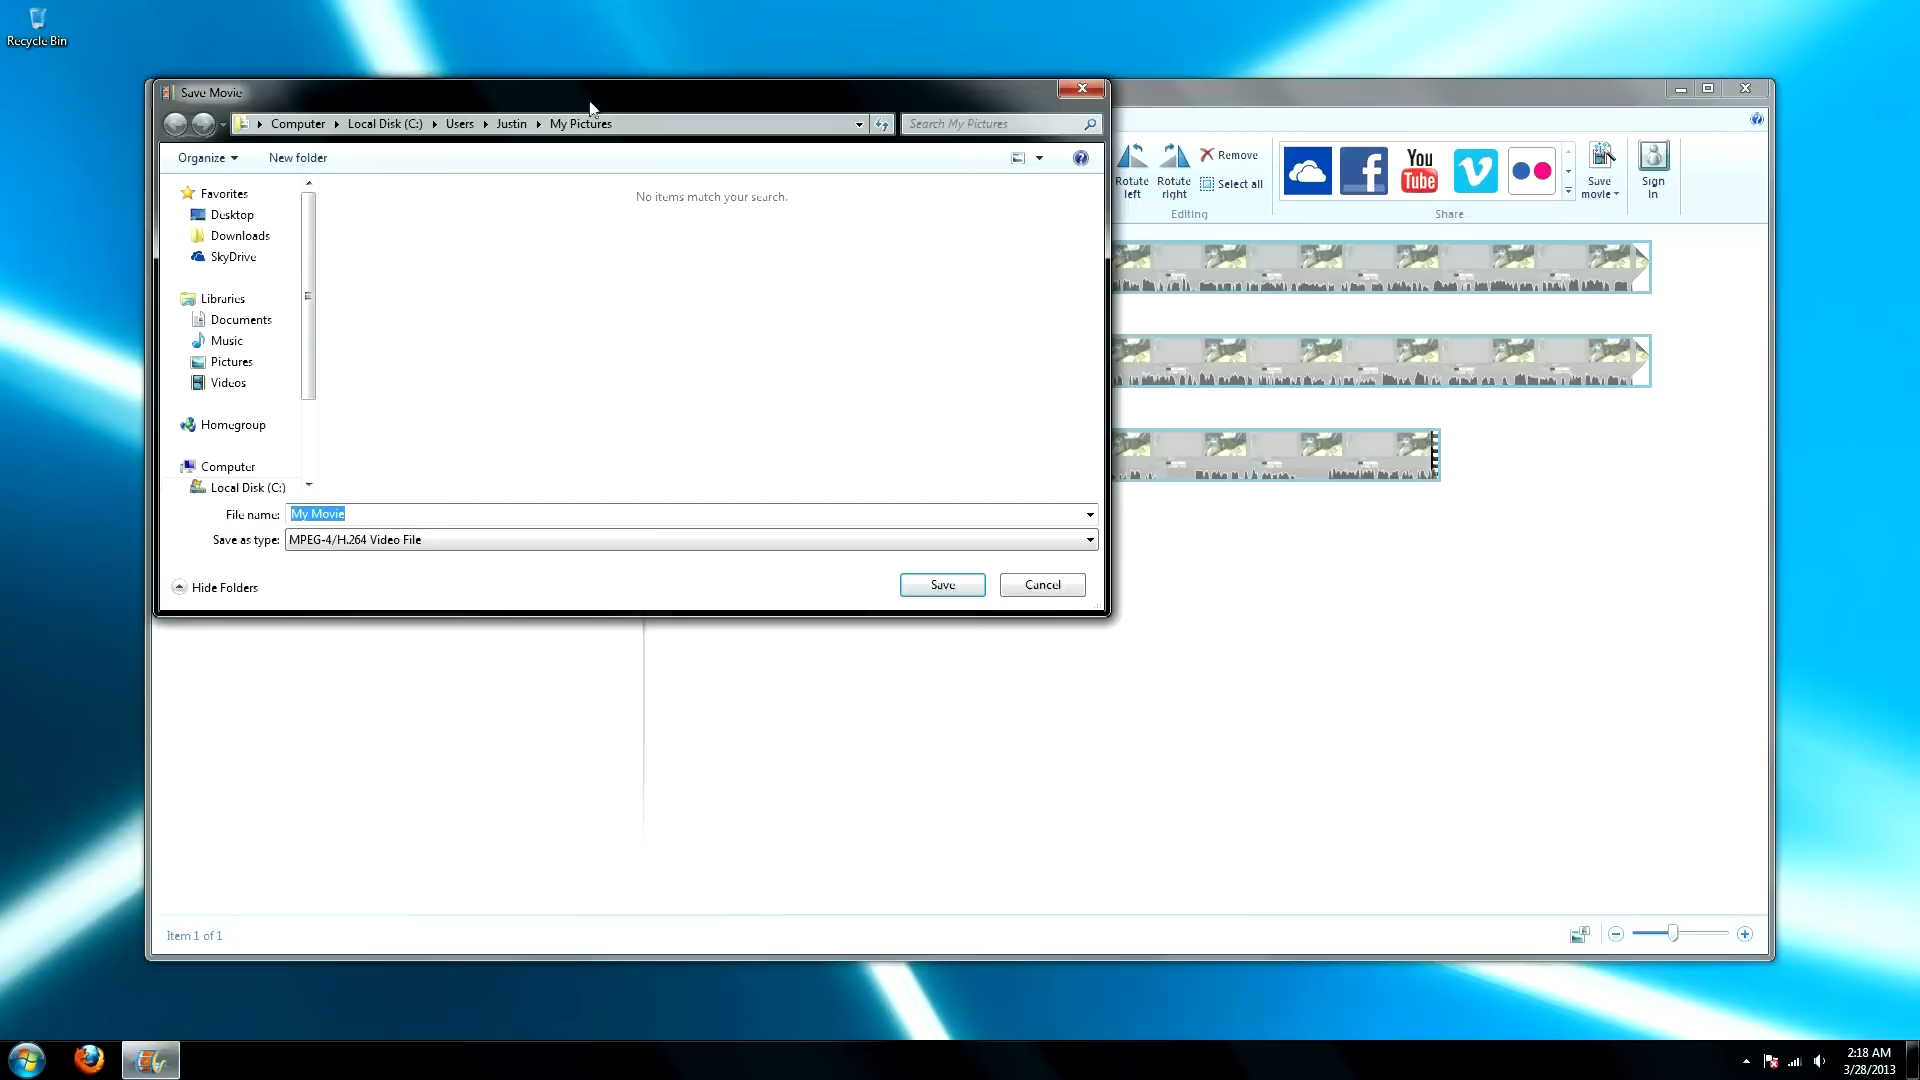 Recycle Bin
Save Movie
Computer Local Disk (C:) Users Justin My Pictures
Search My Pictures
Organize New folder
Favorites
Desktop
Downloads
SkyDrive
Libraries
Documents
Music
Pictures
Videos
Homegroup
Computer
Local Disk (C:)
No items match your search.
File name: My Movie
Save as type: MPEG-4/H.264 Video File
Hide Folders
Save
Cancel
Rotate left
Rotate right
Remove
Select all
Editing
You Tube
Save movie
Share
Sign in
Item 1 of 1
2:18 AM
3/28/2013